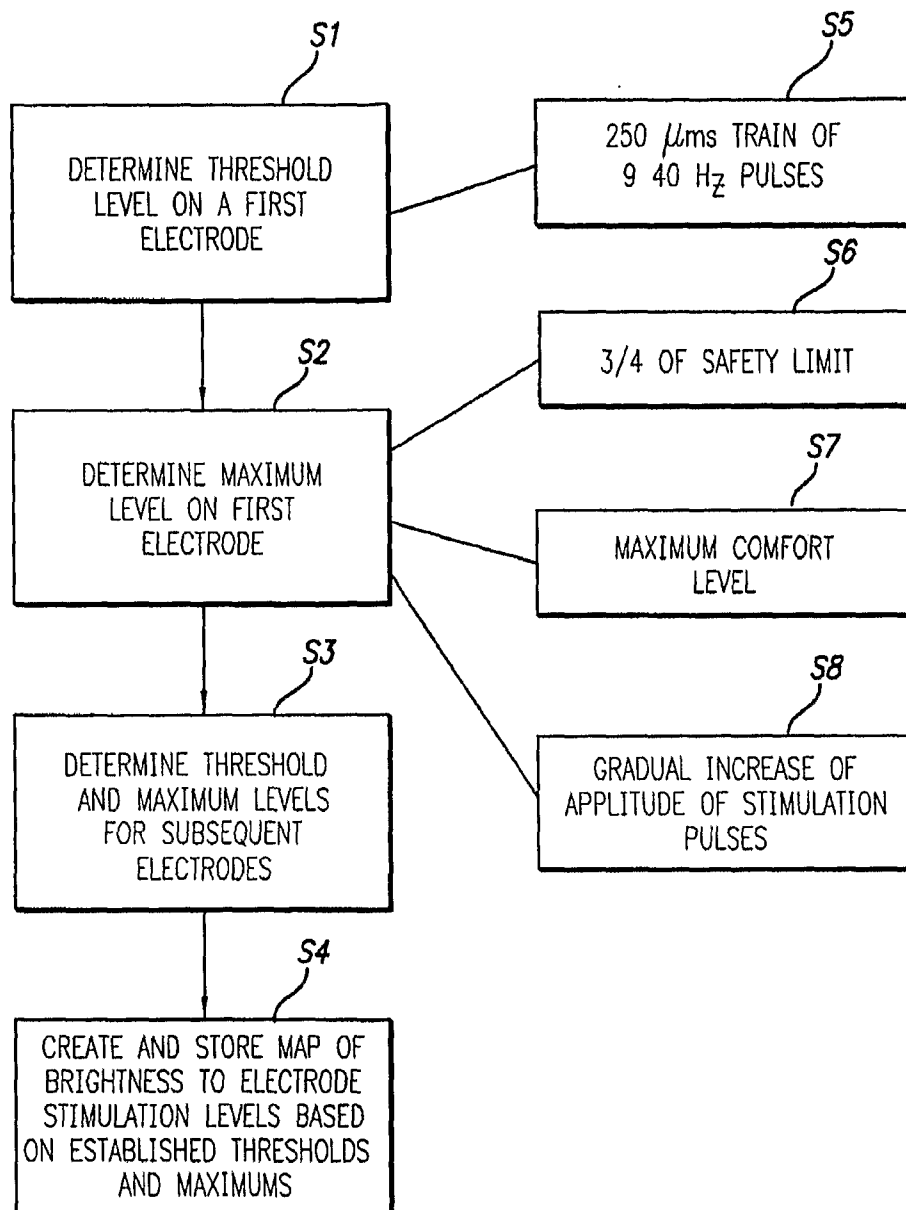 S1
DETERMINE THRESHOLD
LEVEL ON A FIRST
ELECTRODE
S5
250 μms TRAIN OF
9 40 HZ PULSES
S2
DETERMINE MAXIMUM
LEVEL ON FIRST
ELECTRODE
S6
3/4 OF SAFETY LIMIT
S7
MAXIMUM COMFORT
LEVEL
S3
DETERMINE THRESHOLD
AND MAXIMUM LEVELS
FOR SUBSEQUENT
ELECTRODES
S8
GRADUAL INCREASE OF
APPLITUDE OF STIMULATION
PULSES
S4
CREATE AND STORE MAP OF
BRIGHTNESS TO ELECTRODE
STIMULATION LEVELS BASED
ON ESTABLISHED THRESHOLDS
AND MAXIMUMS